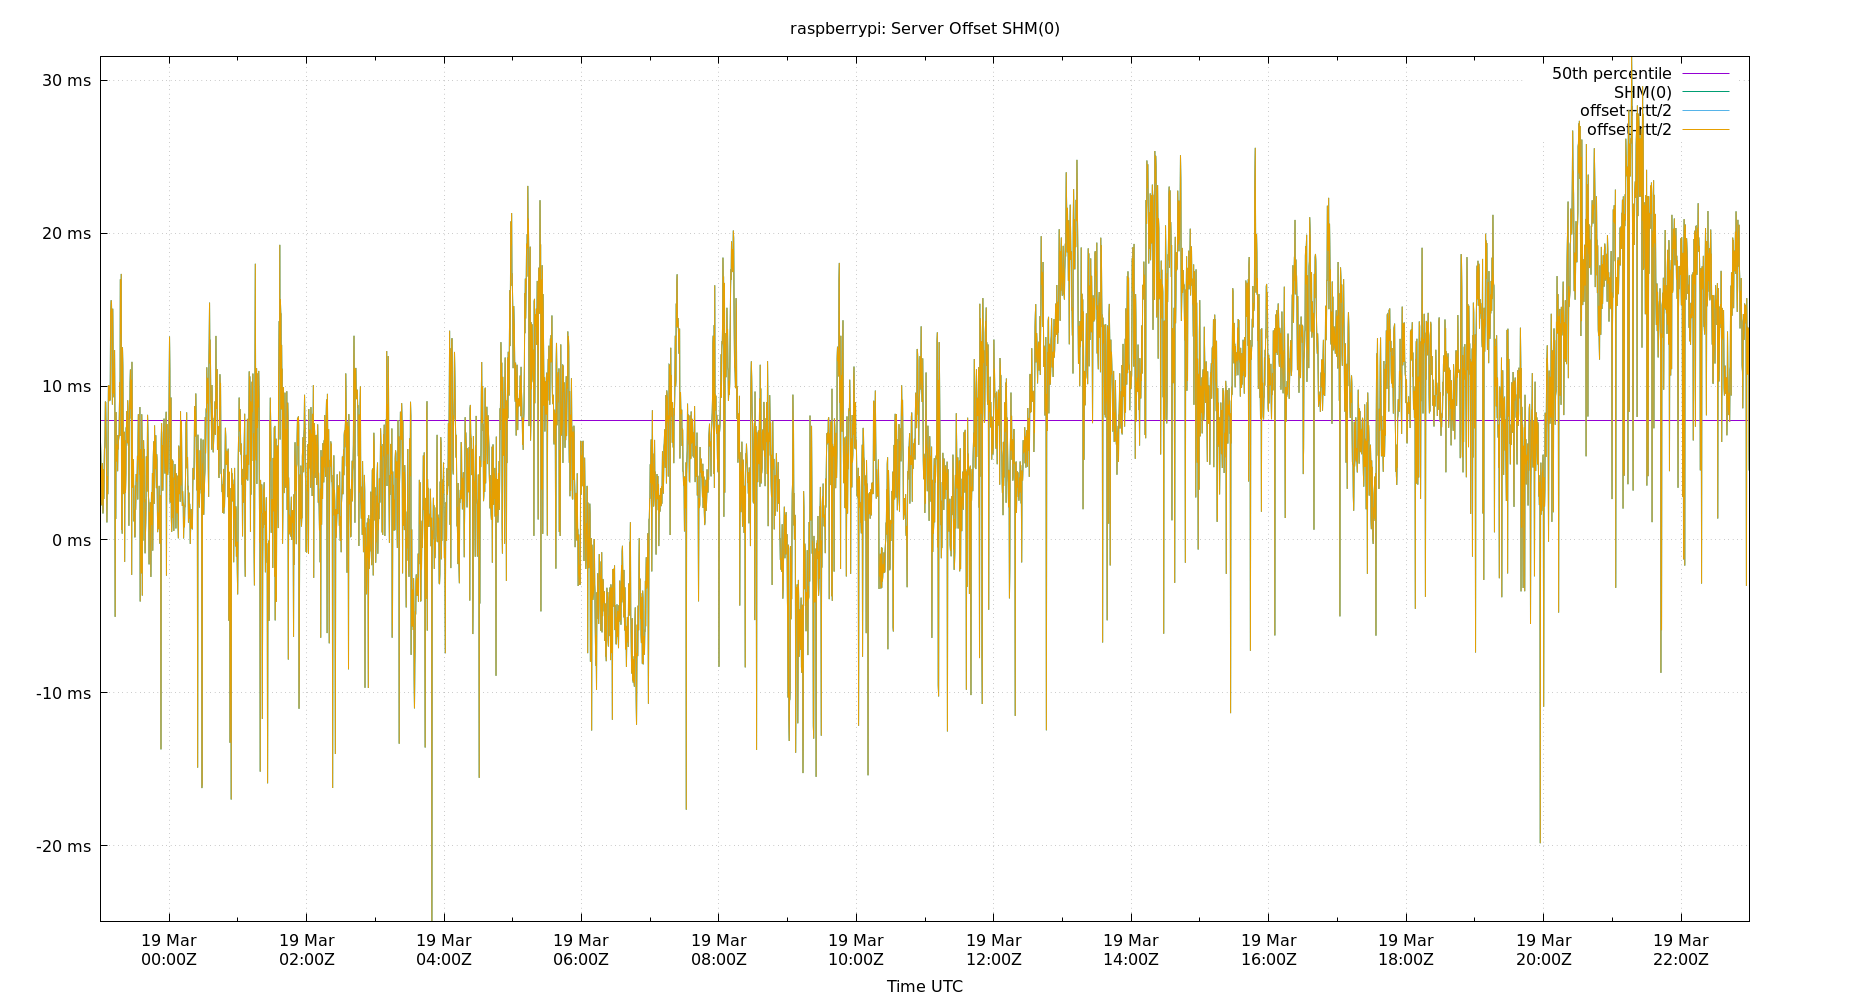 raspberrypi: Server Offset SHM(0)
30 ms
20 ms
10 ms
0 ms
-10 ms
-20 ms
50th percentile
SHM(0)
offset+rtt/2
offset-rtt/2
19 Mar 19 Mar 19 Mar 19 Mar 19 Mar 19 Mar 19 Mar 19 Mar 19 Mar 19 Mar 19 Mar 19 Mar
00:00Z 02:00Z 04:00Z 06:00Z 08:00Z 10:00Z 12:00Z 14:00Z 16:00Z 18:00Z 20:00Z 22:00Z
Time UTC